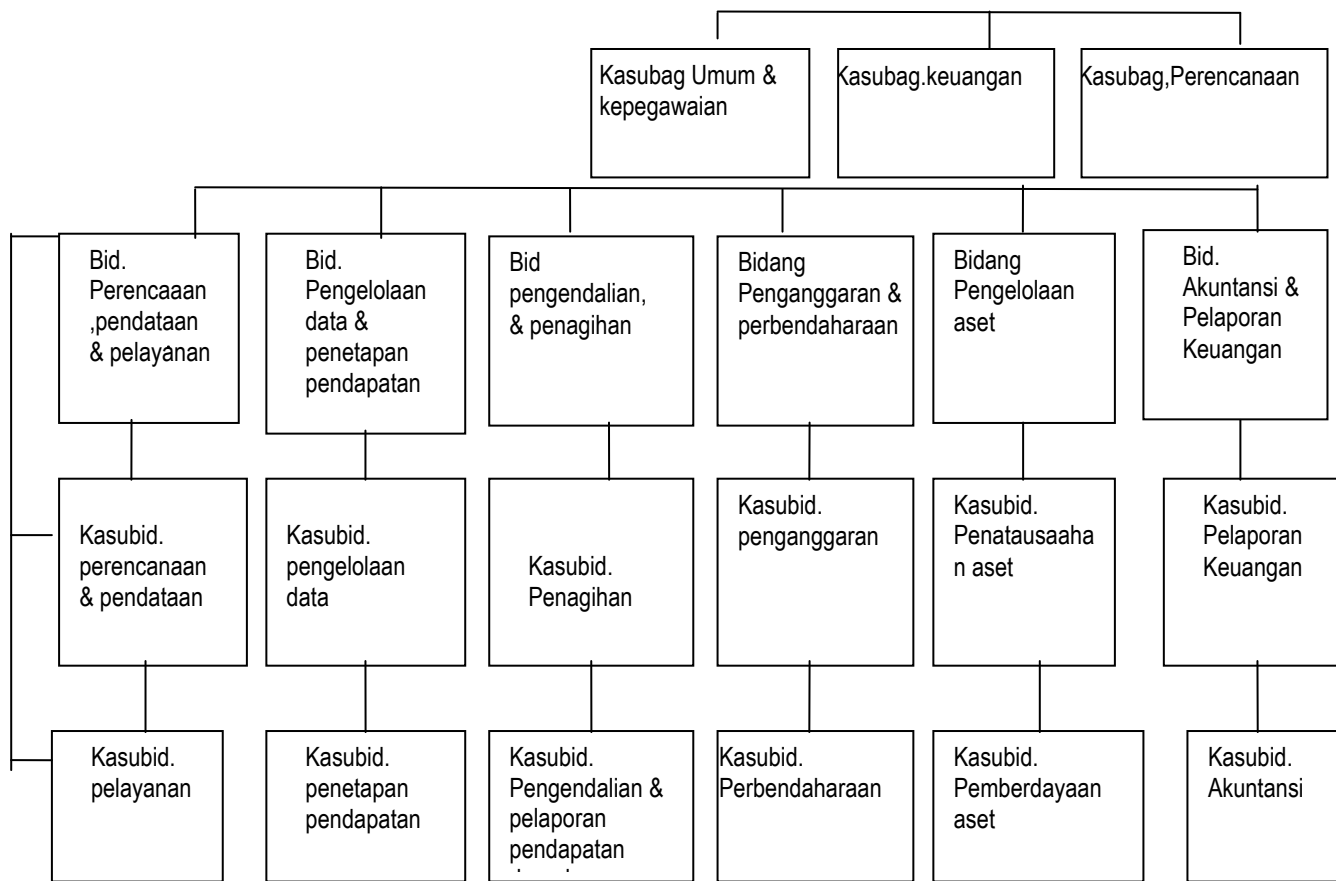 Kasubag Umum &
kepegawaian
Kasubag.keuangan
Kasubag,Perencanaan
Bid.
Perencaaan
,pendataan
& pelayanan
Bid.
Pengelolaan
data &
penetapan
pendapatan
Bid
pengendalian,
& penagihan
Bidang
Penganggaran &
perbendaharaan
Bidang
Pengelolaan
aset
Bid.
Akuntansi &
Pelaporan
Keuangan
Kasubid.
perencanaan
& pendataan
Kasubid.
pengelolaan
data
Kasubid.
Penagihan
Kasubid.
penganggaran
Kasubid.
Penatausaaha
n aset
Kasubid.
Pelaporan
Keuangan
Kasubid.
pelayanan
Kasubid.
penetapan
pendapatan
Kasubid.
Pengendalian &
pelaporan
pendapatan
Kasubid.
Perbendaharaan
Kasubid.
Pemberdayaan
aset
Kasubid.
Akuntansi